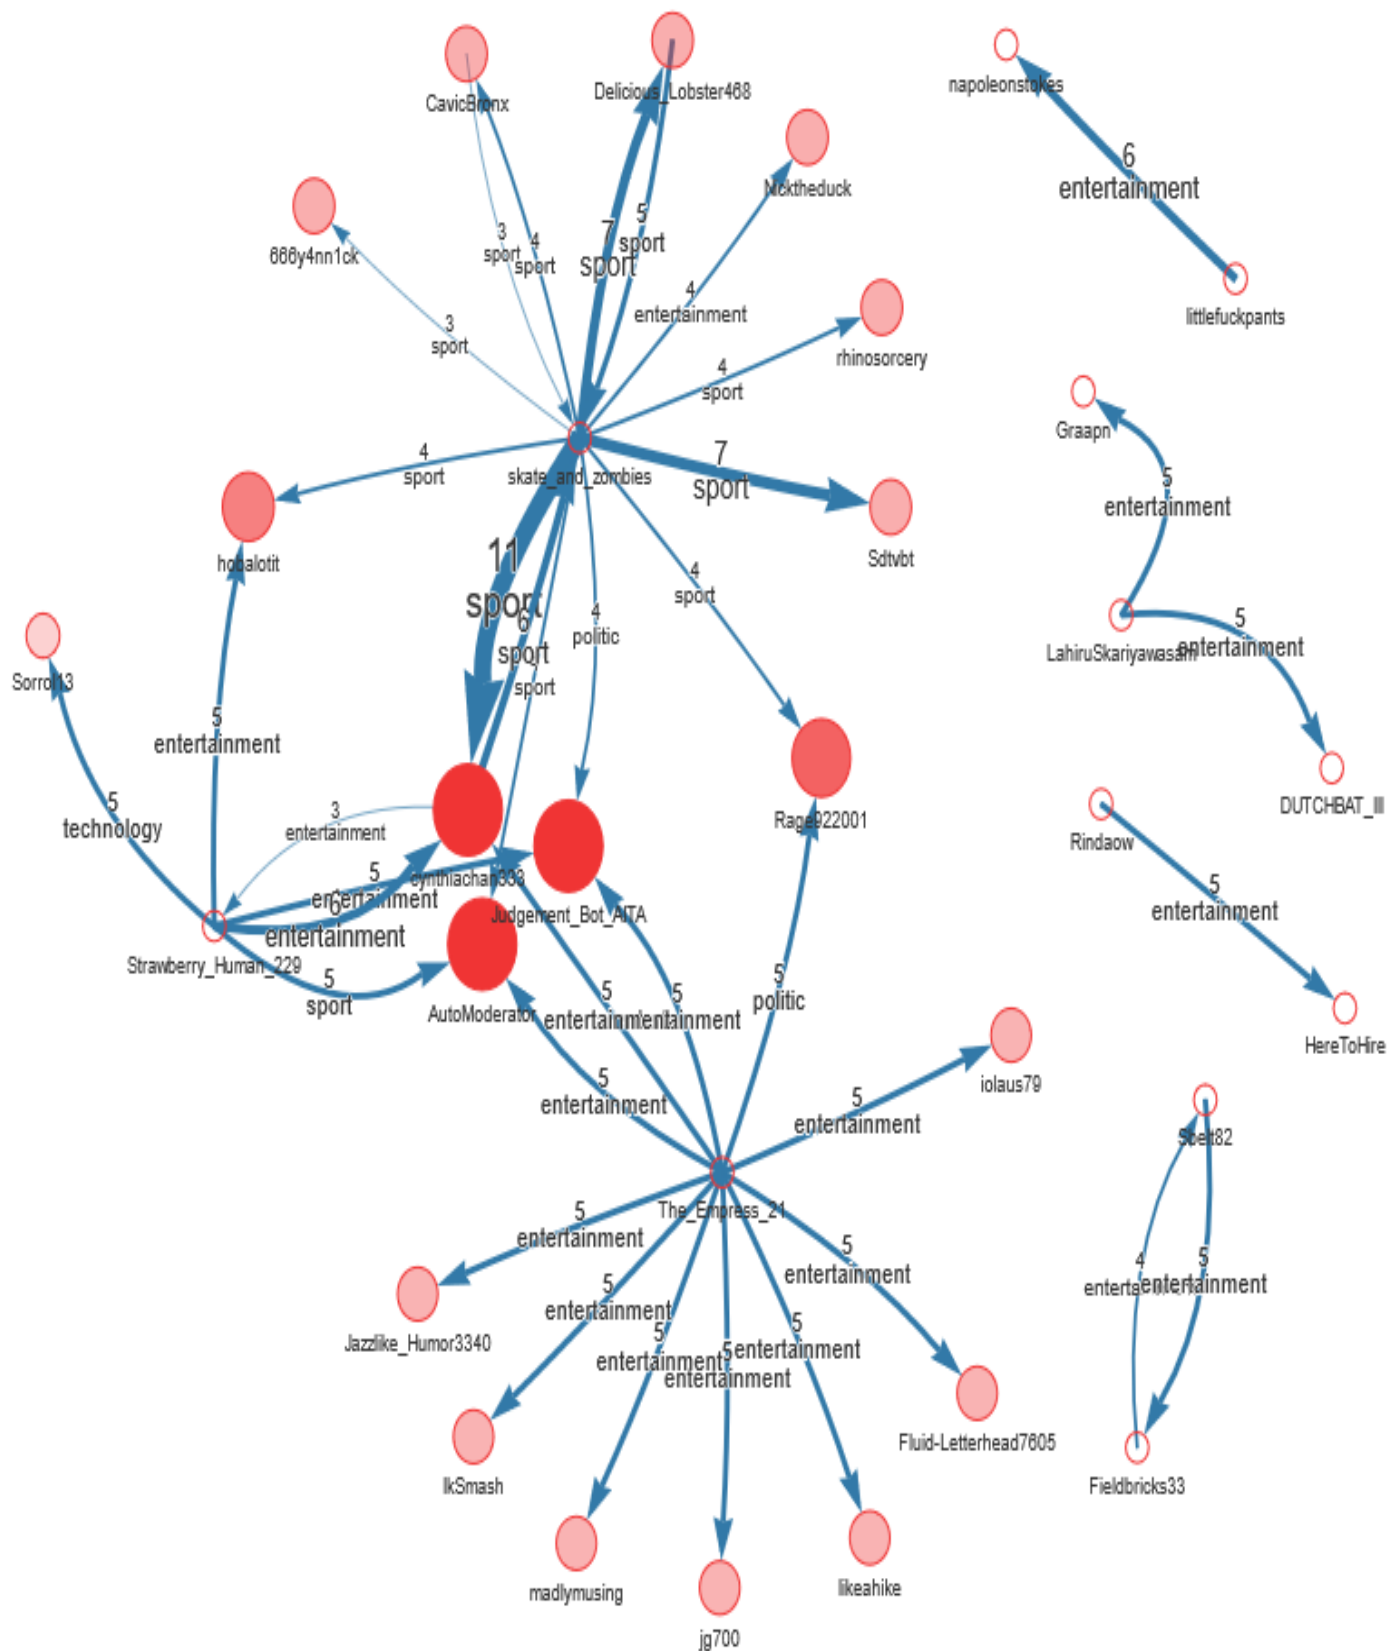 CavicBronx
Delicious_Lobster468
napoleonstokes
Nicktheduck
666y4nn1ck
6
entertainment
littlefuckpants
3
sport
4
sport
7
sport
5
sport
4
entertainment
rhinosorcery
3
sport
4
sport
Graapn
4
sport
skate_and_zombies
7
sport
5
entertainment
hobalotit
Sdtvbt
11
sport
6
sport
sport
4
politic
4
sport
LahiruSkariyawasam
5
entertainment
Sorrol13
5
entertainment
DUTCHBAT_III
5
technology
3
entertainment
Rage922001
Rindaow
cynthiachan333
5
entertainment
6
entertainment
Judgement_Bot_AITA
5
entertainment
Strawberry_Human_229
5
sport
AutoModerator
5
entertainment
5
5
politic
HereToHire
iolaus79
5
entertainment
5
entertainment
The_Empress_21
5
entertainment
5
entertainment
4
5
entertainment
Jazzlike_Humor3340
5
entertainment
5
entertainment
5
entertainment
5
entertainment
Fluid-Letterhead7605
Fieldbricks33
madlymusing
likeahike
jg700